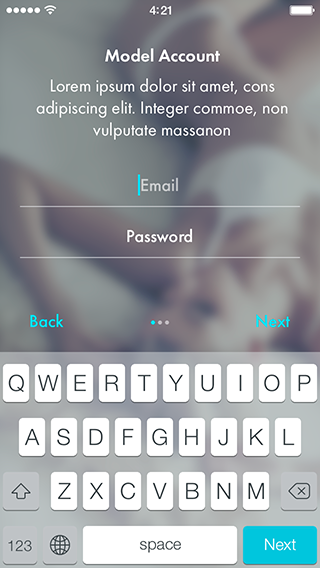 4:21
Model Account
Lorem ipsum dolor sit amet, cons
adipiscing elit. Integer commoe, non
vulputate massanon
Email
Password
Back Next
Q W E R T Y U I O P
A S D F G H J K L
Z X C V B N M
123 space Next